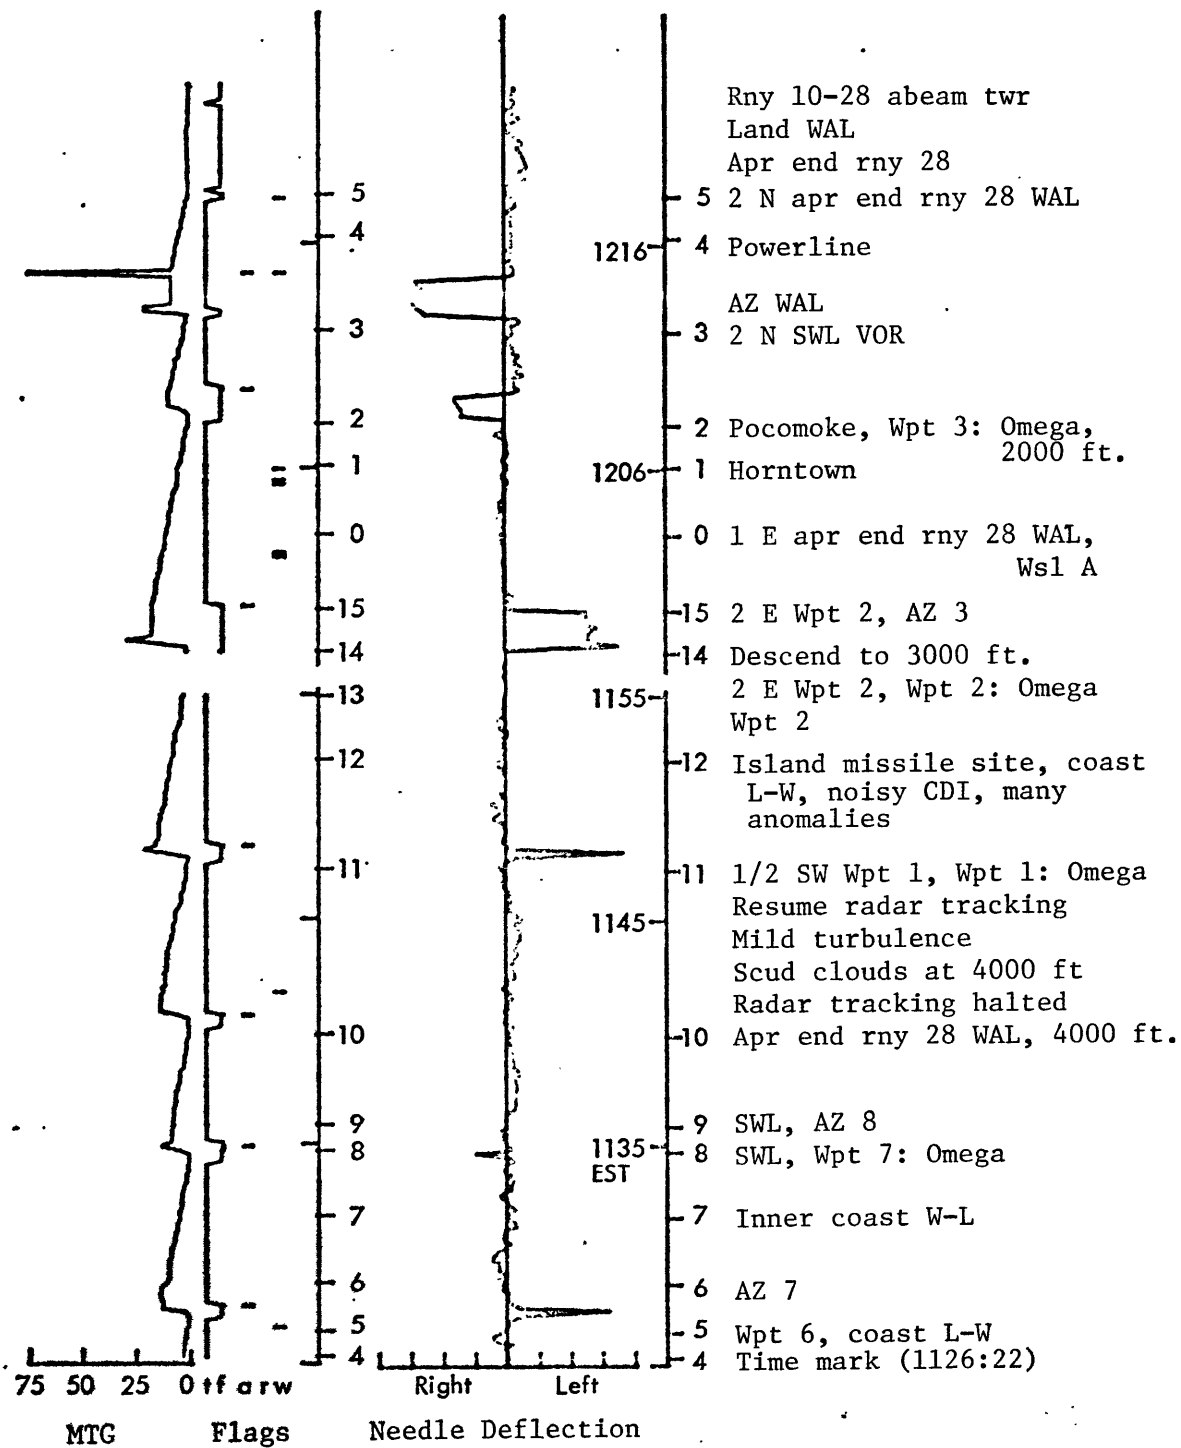 Rny 10-28 abeam twr
Land WAL
Apr end rny 28
5 5 2 N apr end rny 28 WAL
4 1216 4 Powerline
AZ WAL
3 3 2 N SWL VOR
2 2 Pocomoke, Wpt 3: Omega,
2000 ft.
1 1206 1 Horntown
0 0 1 E apr end rny 28 WAL,
Wsl A
15 15 2 E Wpt 2, AZ 3
14 14 Descend to 3000 ft.
13 1155 2 E Wpt 2, Wpt 2: Omega
Wpt 2
12 12 Island missile site, coast
L-W, noisy CDI, many
anomalies
11 11 1/2 SW Wpt 1, Wpt 1: Omega
Resume radar tracking
1145
Mild turbulence
Scud clouds at 4000 ft
Radar tracking halted
10 10 Apr end rny 28 WAL, 4000 ft.
9 9 SWL, AZ 8
8 1135 8 SWL, Wpt 7: Omega
EST
7 7 Inner coast W-L
6 6 AZ 7
5 5 Wpt 6, coast L-W
4 4 Time mark (1126:22)
75 50 25 0 tf a r w Right Left
MTG Flags Needle Deflection